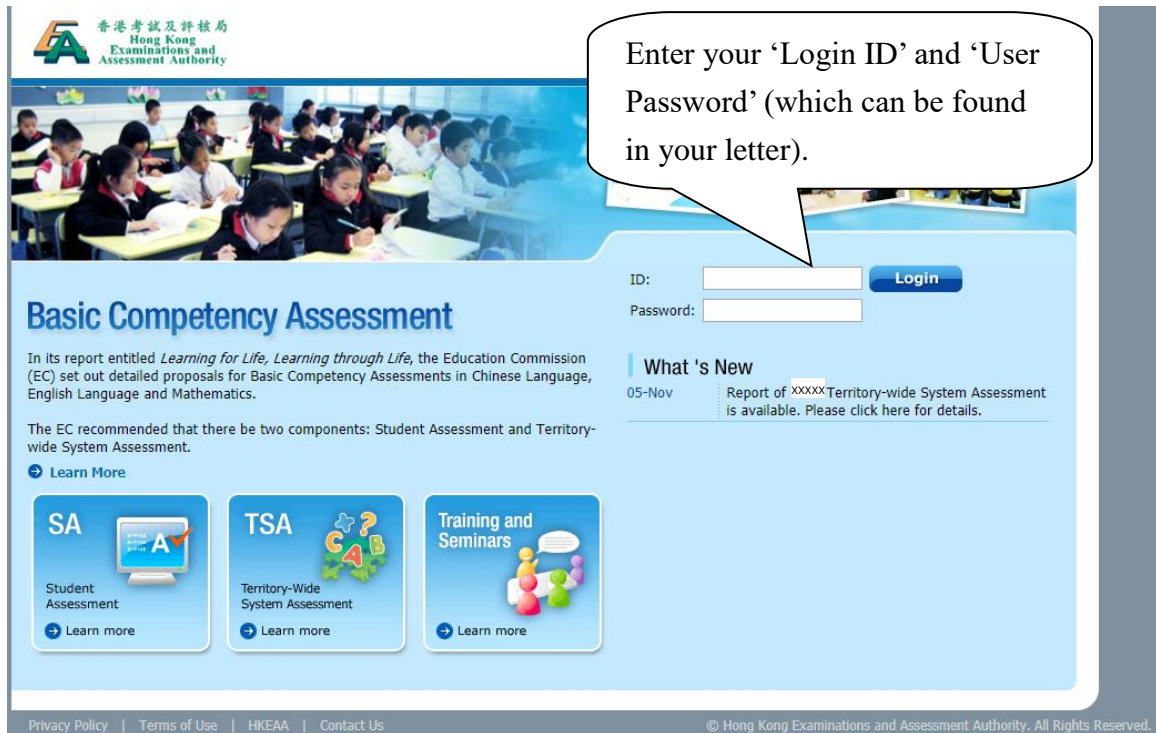 香港考試及評核局
Hong Kong
Examinations and
Assessment Authority
Enter your ‘Login ID’ and ‘User
Password’ (which can be found
in your letter).
ID:
Login
Password:
Basic Competency Assessment
In its report entitled Learning for Life, Learning through Life, the Education Commission
(EC) set out detailed proposals for Basic Competency Assessments in Chinese Language,
English Language and Mathematics.
The EC recommended that there be two components: Student Assessment and Territory-
wide System Assessment.
Learn More
What 's New
05-Nov Report of xxxxx Territory-wide System Assessment
is available. Please click here for details.
SA
A
Student
Assessment
Learn more
TSA
? C A B
Territory-Wide
System Assessment
Learn more
Training and
Seminars
Learn more
Privacy Policy | Terms of Use | HKEAA | Contact Us
© Hong Kong Examinations and Assessment Authority. All Rights Reserved.